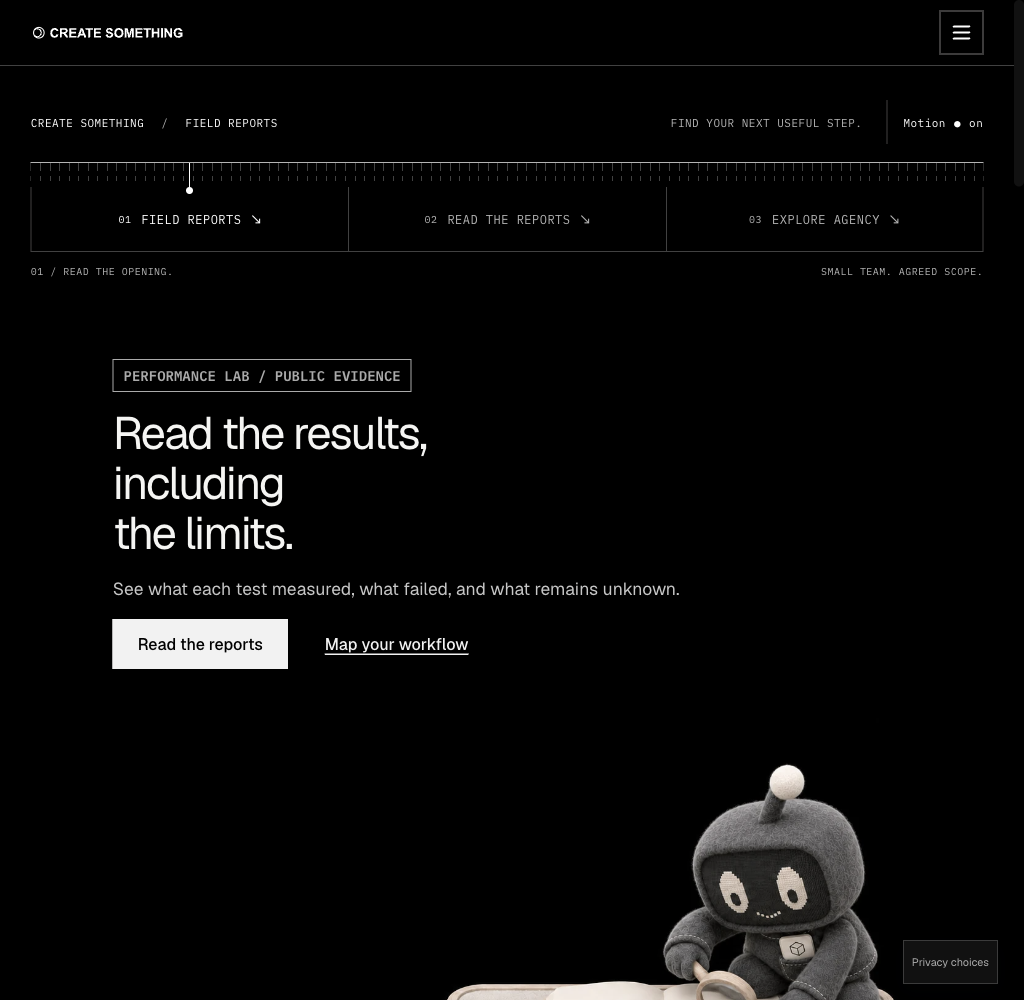 CREATE SOMETHING
CREATE SOMETHING / FIELD REPORTS
FIND YOUR NEXT USEFUL STEP.
Motion ● on
01 FIELD REPORTS ↘
02 READ THE REPORTS ↘
03 EXPLORE AGENCY ↘
01 / READ THE OPENING.
SMALL TEAM. AGREED SCOPE.
PERFORMANCE LAB / PUBLIC EVIDENCE
Read the results,
including
the limits.
See what each test measured, what failed, and what remains unknown.
Read the reports
Map your workflow
Privacy choices